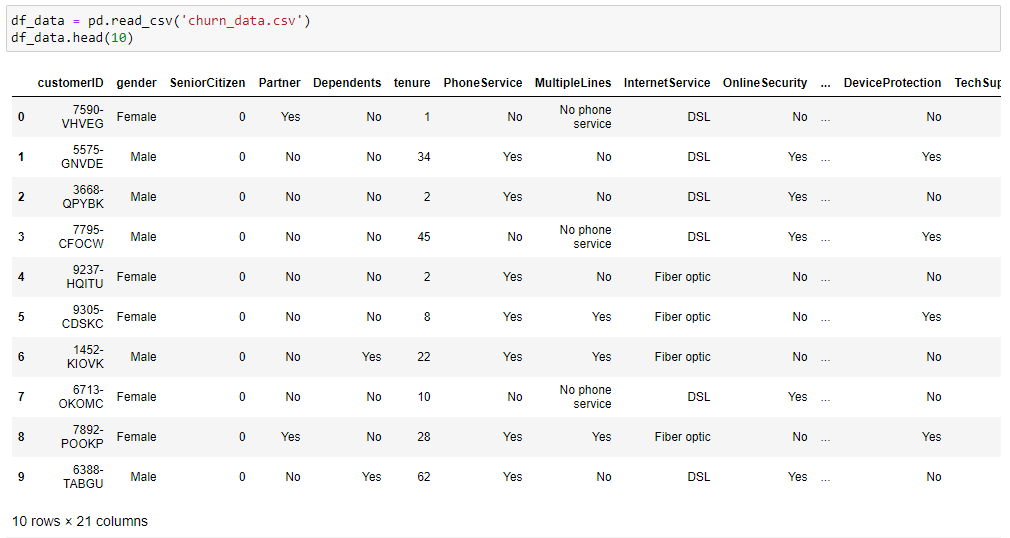 df_data = pd.read_csv('churn_data.csv')
df_data.head(10)
customerID gender SeniorCitizen Partner Dependents tenure PhoneService MultipleLines InternetService OnlineSecurity ... DeviceProtection TechSup
0 7590-VHVEG Female 0 Yes No 1 No No phone service DSL No ... No
1 5575-GNVDE Male 0 No No 34 Yes No DSL Yes ... Yes
2 3668-QPYBK Male 0 No No 2 Yes No DSL Yes ... No
3 7795-CFOCW Male 0 No No 45 No No phone service DSL Yes ... Yes
4 9237-HQITU Female 0 No No 2 Yes No Fiber optic No ... No
5 9305-CDSKC Female 0 No No 8 Yes Yes Fiber optic No ... Yes
6 1452-KIOVK Male 0 No Yes 22 Yes Yes Fiber optic No ... No
7 6713-OKOMC Female 0 No No 10 No No phone service DSL Yes ... No
8 7892-POOKP Female 0 Yes No 28 Yes Yes Fiber optic No ... Yes
9 6388-TABGU Male 0 No Yes 62 Yes No DSL Yes ... No
10 rows × 21 columns